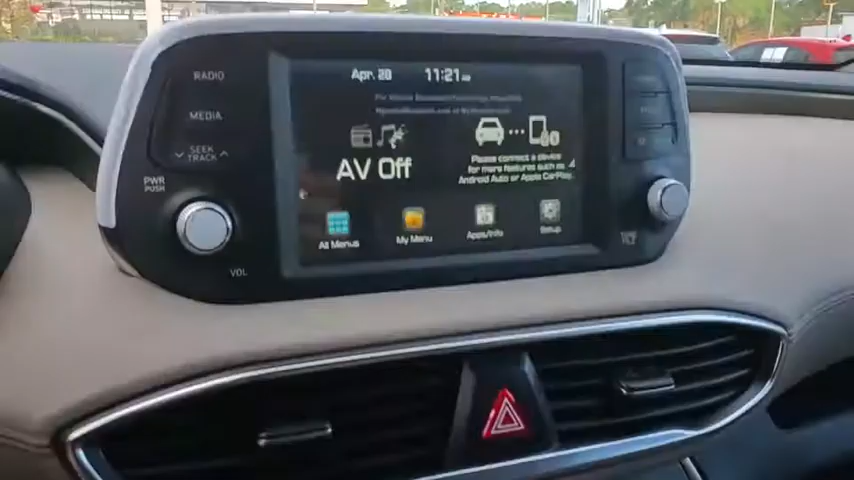 RADIO
MEDIA
∨ SEEK
TRACK ∧
PWR
PUSH
VOL
Apr. 28 11:21 AM
AV Off
Please connect a device
for more features such as
Android Auto or Apple CarPlay.
All Menus
My Menu
Apps/Info
Setup